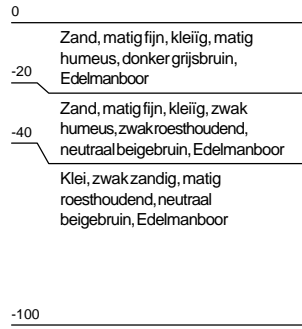 0
Zand, matig fijn, kleiïg, matig
humeus, donker grijsbruin,
Edelmanboor
-20
Zand, matig fijn, kleiïg, zwak
humeus, zwak roesthoudend,
neutraal beigebruin, Edelmanboor
-40
Klei, zwak zandig, matig
roesthoudend, neutraal
beigebruin, Edelmanboor
-100